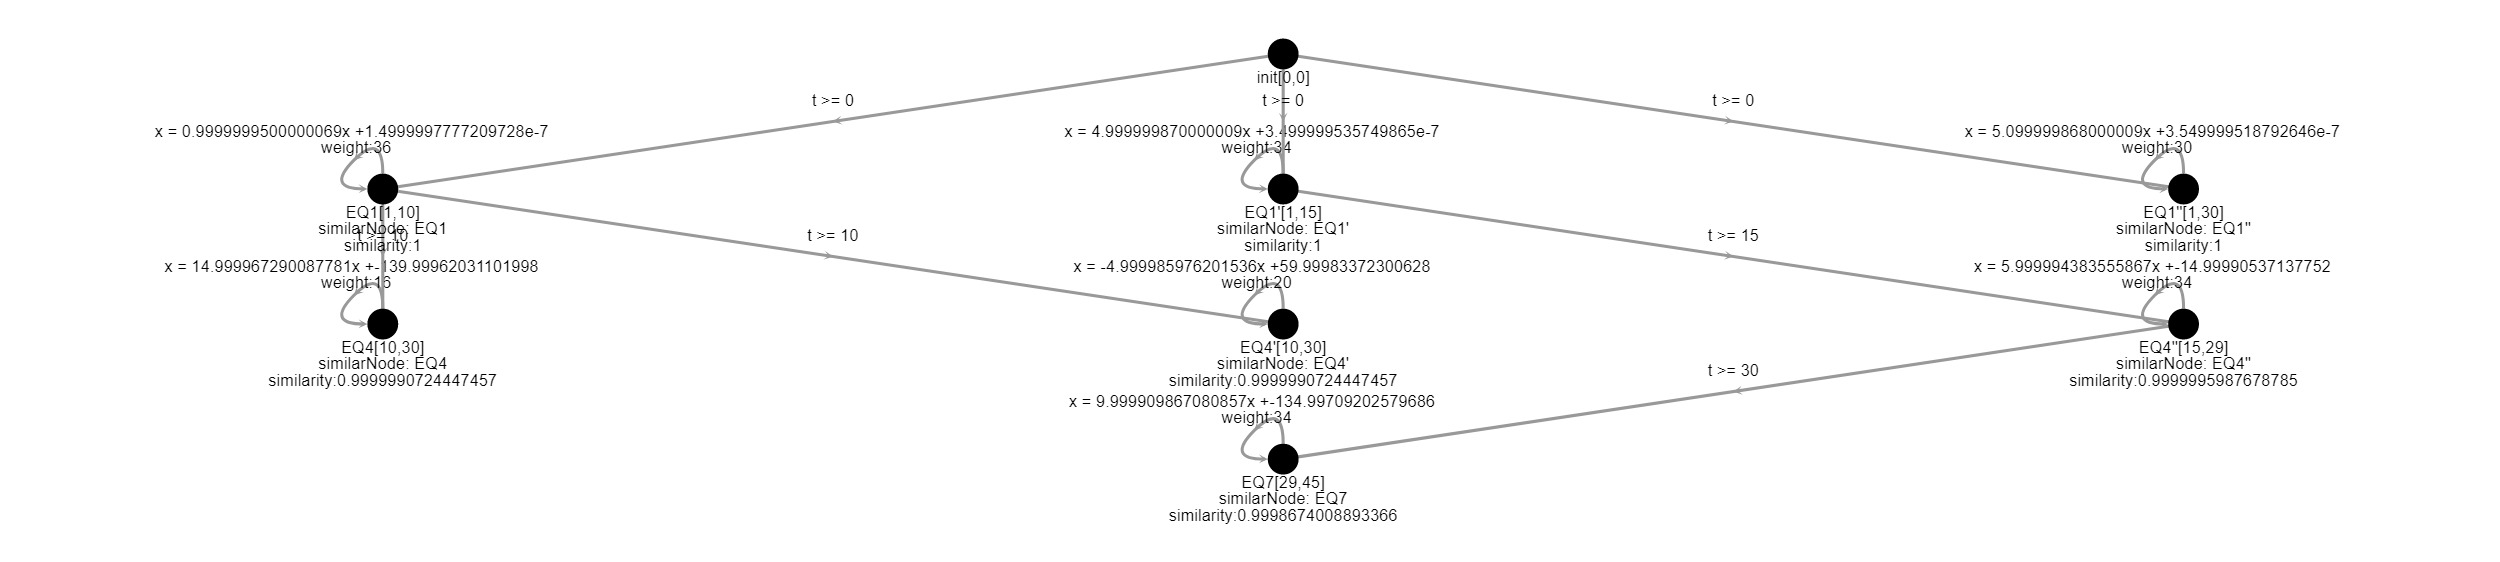 init[0,0]
t >= 0
t >= 0
t >= 0
x = 0.9999999500000069x +1.4999997777209728e-7
weight:36
x = 4.999999870000009x +3.499999535749865e-7
weight:34
x = 5.099999868000009x +3.549999518792646e-7
weight:30
EQ1[1,10]
similarNode: EQ1
similarity:1
EQ1'[1,15]
similarNode: EQ1'
similarity:1
EQ1"[1,30]
similarNode: EQ1"
similarity:1
t >= 10
t >= 10
t >= 15
x = 14.999967290087781x +-139.99962031101998
weight:16
x = -4.999985976201536x +59.99983372300628
weight:20
x = 5.999994383555867x +-14.99990537137752
weight:34
EQ4[10,30]
similarNode: EQ4
similarity:0.9999990724447457
EQ4'[10,30]
similarNode: EQ4'
similarity:0.9999990724447457
EQ4"[15,29]
similarNode: EQ4"
similarity:0.9999995987678785
t >= 30
x = 9.999909867080857x +-134.99709202579686
weight:34
EQ7[29,45]
similarNode: EQ7
similarity:0.9998674008893366